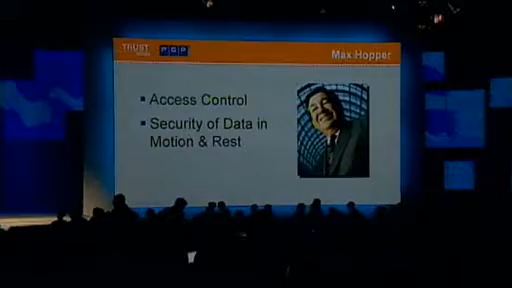 TRUST
PGP
Max Hopper
Access Control
Security of Data in
Motion & Rest